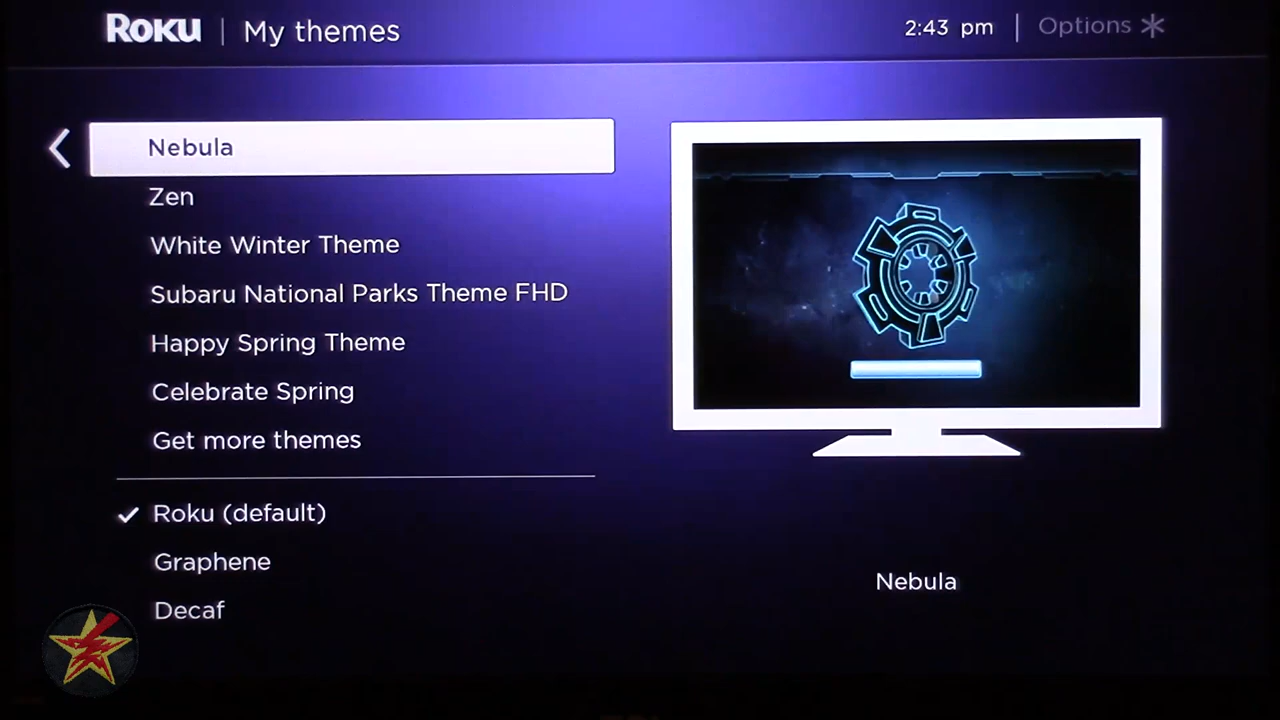 Roku | My themes
2:43 pm | Options *
Nebula
Zen
White Winter Theme
Subaru National Parks Theme FHD
Happy Spring Theme
Celebrate Spring
Get more themes
Roku (default)
Graphene
Decaf
Nebula